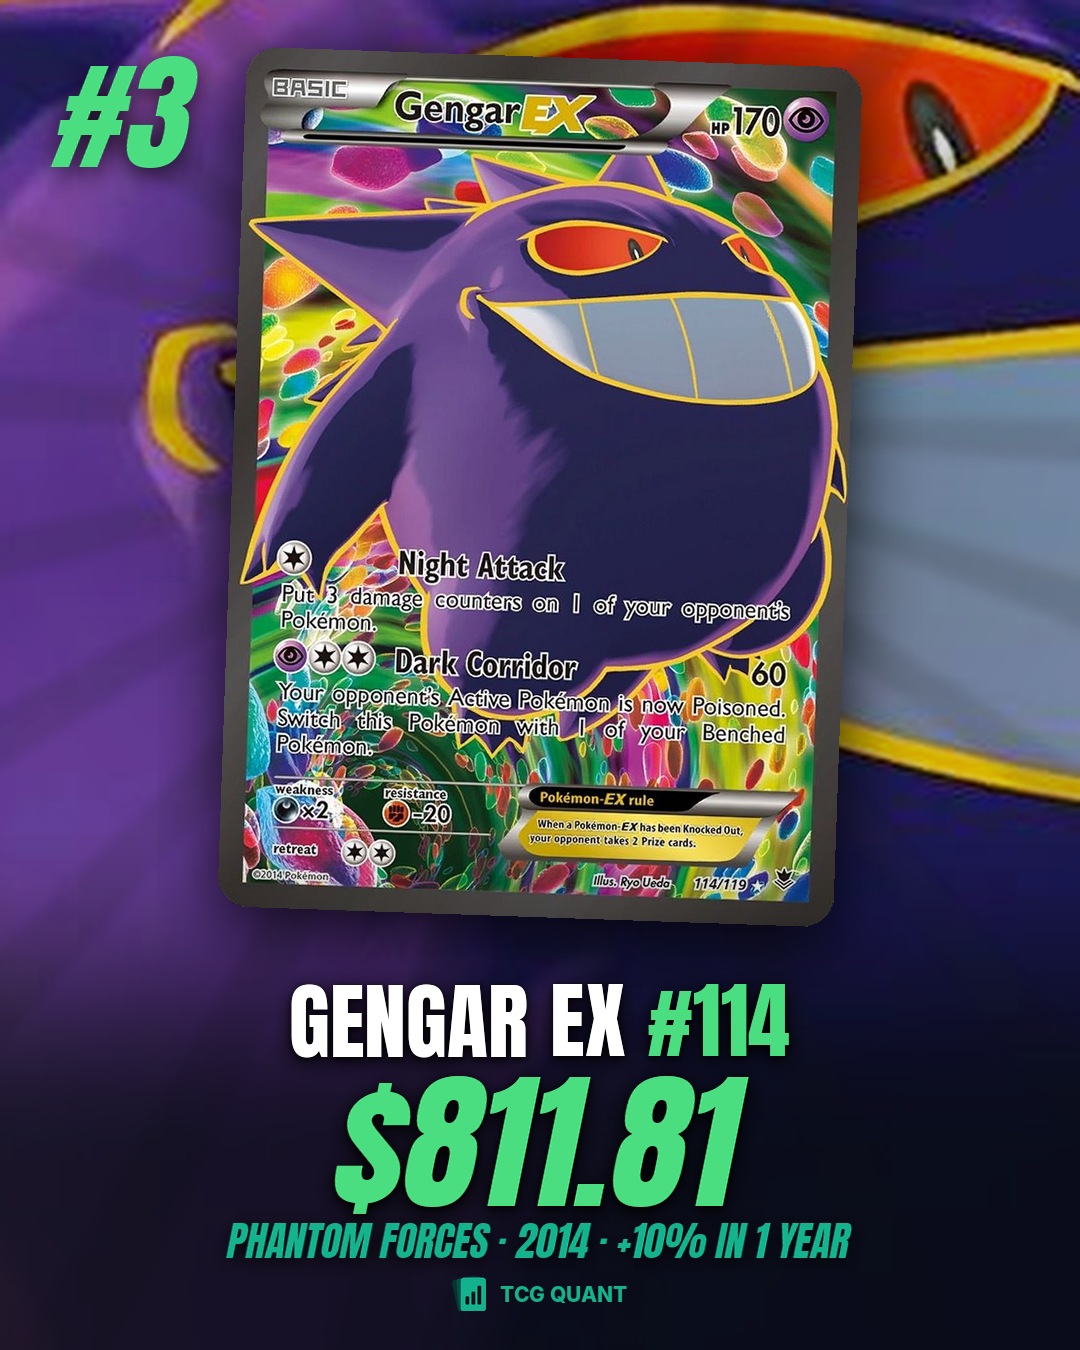 #3
BASIC
Gengar EX
HP 170
Night Attack
Put 3 damage counters on 1 of your opponent's
Pokémon.
Dark Corridor 60
Your opponent's Active Pokémon is now Poisoned.
Switch this Pokémon with 1 of your Benched
Pokémon.
weakness
×2
resistance
-20
retreat
Pokémon-EX rule
When a Pokémon-EX has been Knocked Out,
your opponent takes 2 Prize cards.
©2014 Pokémon
Illus. Ryo Ueda
114/119
GENGAR EX #114
$811.81
PHANTOM FORCES · 2014 · +10% IN 1 YEAR
TCG QUANT